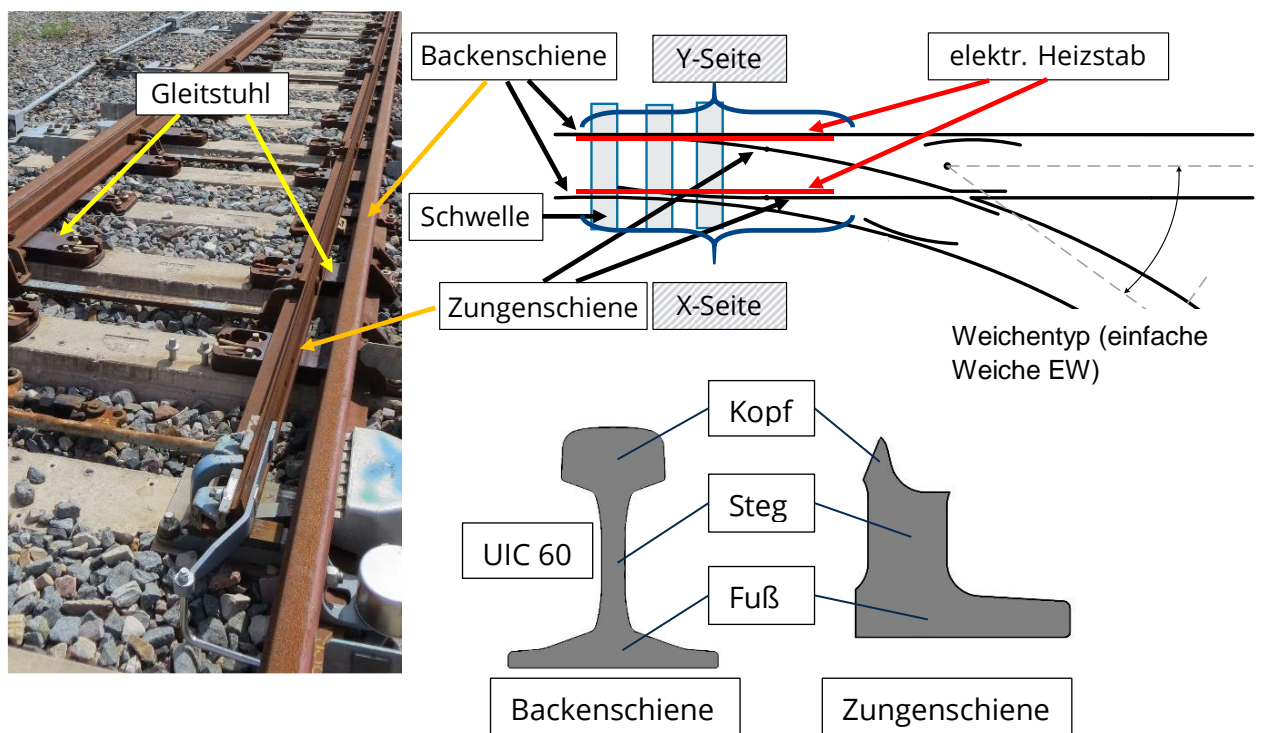 Backenschiene
Y-Seite
elektr. Heizstab
Gleitstuhl
Schwelle
Zungenschiene
X-Seite
Weichentyp (einfache
Weiche EW)
Kopf
Steg
UIC 60
Fuß
Backenschiene
Zungenschiene